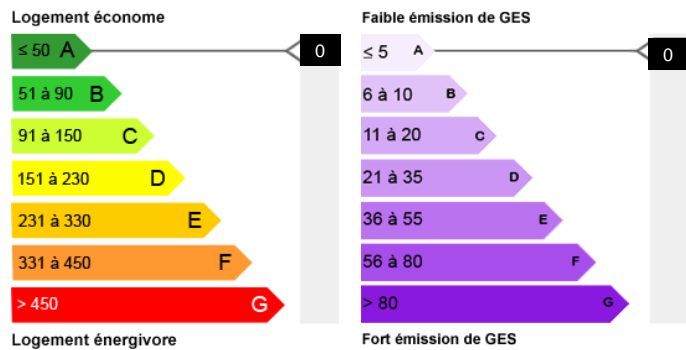 Logement économe
≤ 50 A 0
51 à 90 B
91 à 150 C
151 à 230 D
231 à 330 E
331 à 450 F
> 450 G
Logement énergivore
Faible émission de GES
≤ 5 A 0
6 à 10 B
11 à 20 C
21 à 35 D
36 à 55 E
56 à 80 F
> 80 G
Fort émission de GES